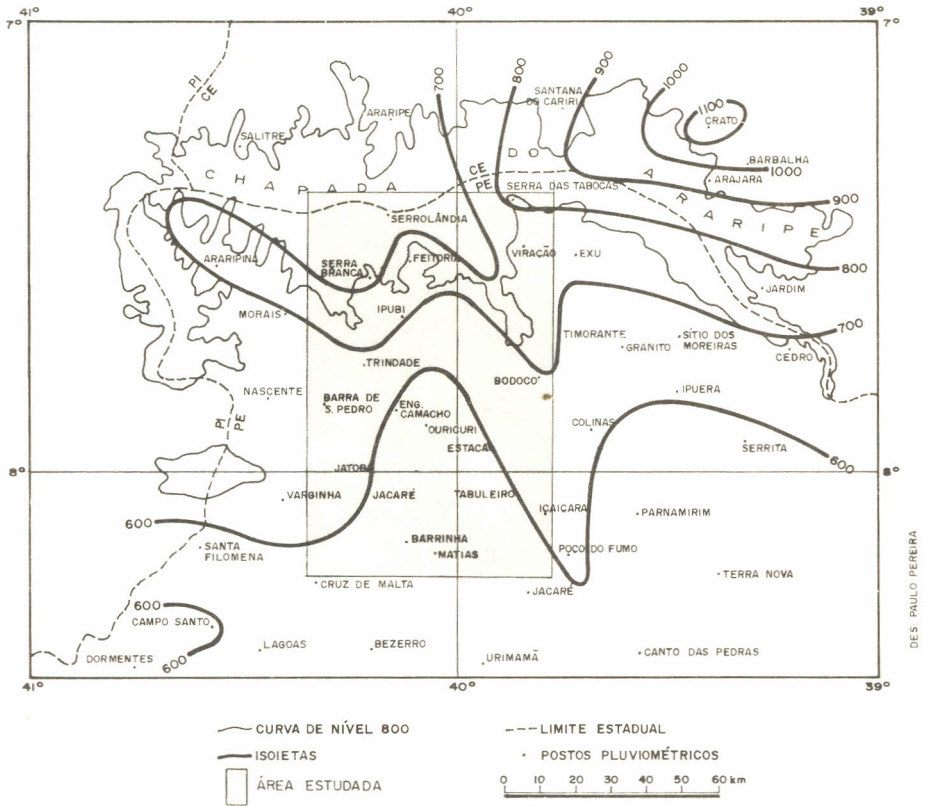 41
40
39°
7°
7°
PI
CE
700
800
900
1000
SANTANA
DO CARIRI
1100
CRATO
ARARIPE
SALITRE
BARBALHA
1000
ARAJARA
CHAPADA DO ARARIPE
CE
PE
SERRA DAS TABOCAS
900
SERROLÂNDIA
VIRAÇÃO
EXU
FEITORIA
SERRA
BRANCA
ARARIPINA
800
JARDIM
MORAIS
IPUBI
700
TIMORANTE
SÍTIO DOS
MOREIRAS
GRANITO
CEDRO
TRINDADE
BODOCÓ
NASCENTE
BARRA DE
S. PEDRO
ENG.
CAMACHO
IPUERA
PI
PE
OURICURI
COLINAS
ESTACÃO
SERRITA
600
JATOBÁ
8°
8°
VARGINHA
JACARÉ
TABULEIRO
IÇAIÇARA
PARNAMIRIM
600
BARRINHA
MATIAS
POÇO DO FUMO
SANTA
FILOMENA
TERRA NOVA
CRUZ DE MALTA
JACARÉ
600
CAMPO SANTO
LAGOAS
BEZERRO
CANTO DAS PEDRAS
DORMENTES
600
URIMAMÃ
41
40
39°
DES. PAULO PEREIRA
CURVA DE NÍVEL 800
LIMITE ESTADUAL
ISOIETAS
POSTOS PLUVIOMÉTRICOS
ÁREA ESTUDADA
0 10 20 30 40 50 60 km